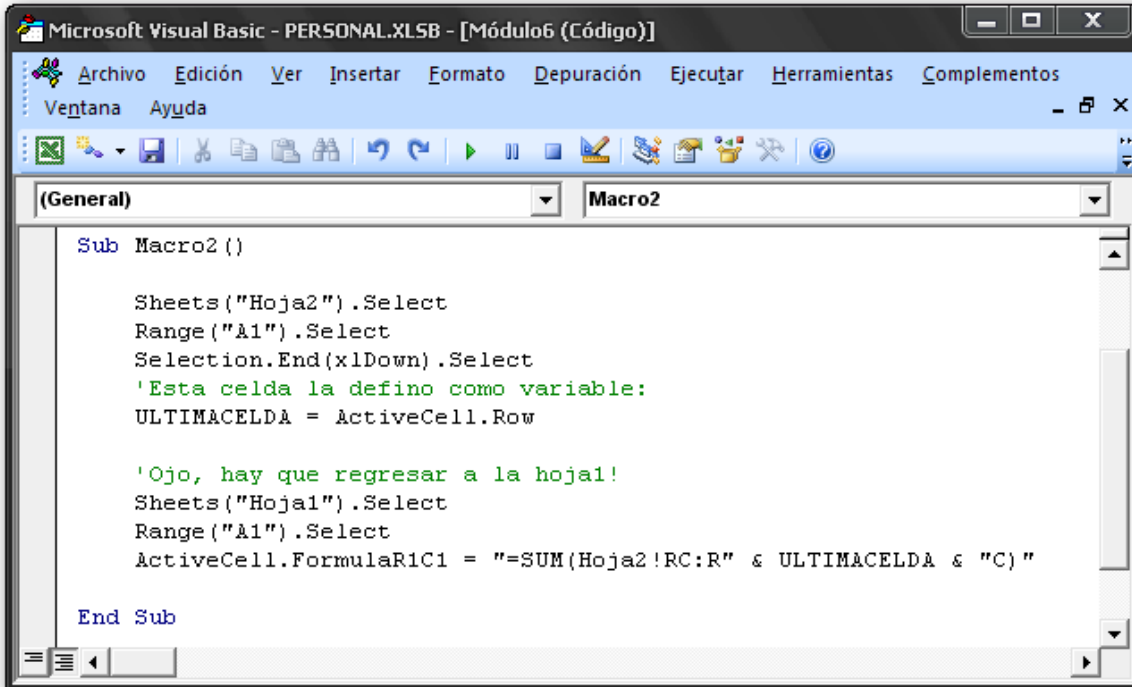 Microsoft Visual Basic - PERSONAL.XLSB - [Módulo6 (Código)]
Archivo Edición Ver Insertar Formato Depuración Ejecutar Herramientas Complementos
Ventana Ayuda
(General) Macro2
Sub Macro2()
Sheets("Hoja2").Select
Range("A1").Select
Selection.End(xlDown).Select
'Esta celda la defino como variable:
ULTIMACELDA = ActiveCell.Row
'Ojo, hay que regresar a la hoja1!
Sheets("Hoja1").Select
Range("A1").Select
ActiveCell.FormulaR1C1 = "=SUM(Hoja2!RC:R" & ULTIMACELDA & "C)"
End Sub